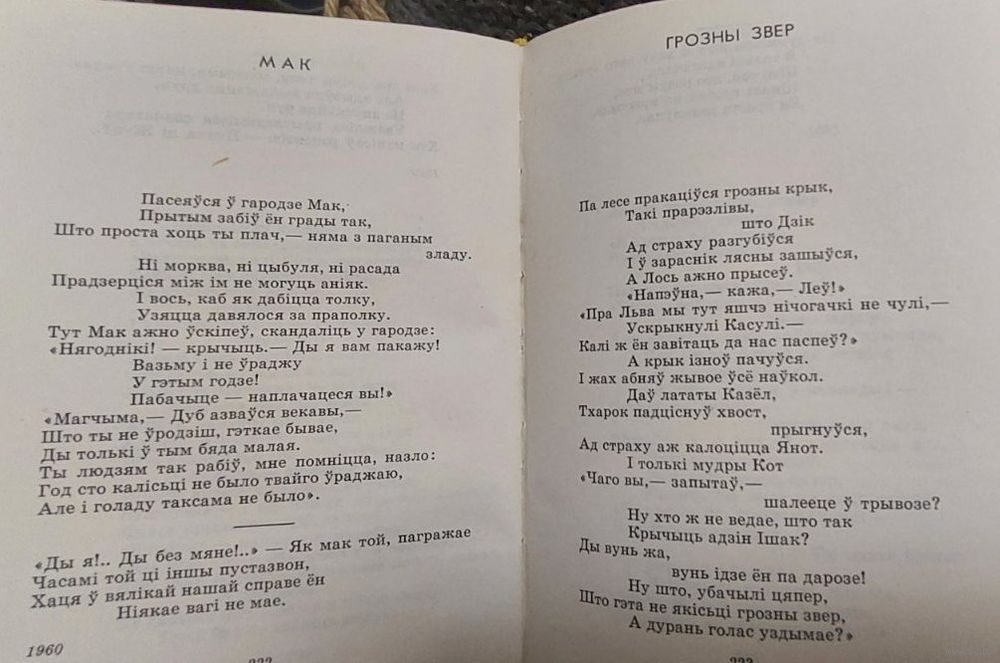 МАК
Пасеяўся ў гародзе Мак,
Прытым забіў ён грады так,
Што проста хоць ты плач,— няма з паганым
зладу.
Ні морква, ні цыбуля, ні расада
Прадзерціся між ім не могуць аніяк.
І вось, каб як дабіцца толку,
Узяцца давялося за праполку.
Тут Мак ажно ўскіпеў, скандаліць у гародзе:
«Нягоднікі! — крычыць.— Ды я вам пакажу!
Вазьму і не ўраджу
У гэтым годзе!
Пабачыце — наплачацеся вы!»
«Магчыма,— Дуб азваўся векавы,—
Што ты не ўродзіш, гэткае бывае,
Ды толькі ў тым бяда малая.
Ты людзям так рабіў, мне помніцца, назло:
Год сто калісьці не было твайго ўраджаю,
Але і голаду таксама не было».
«Ды я!.. Ды без мяне!..» — Як мак той, пагражае
Часамі той ці іншы пустазвон,
Хаця ў вялікай нашай справе ён
Ніякае вагі не мае.
1960
ГРОЗНЫ ЗВЕР
Па лесе пракаціўся грозны крык,
Такі прарэзлівы,
што Дзік
Ад страху разгубіўся
І ў зараснік лясны зашыўся,
А Лось ажно прысеў.
«Напэўна,— кажа,— Леў!»
«Пра Льва мы тут яшчэ нічогачкі не чулі,—
Ускрыкнулі Касулі.—
Калі ж ён завітаць да нас паспеў?»
А крык ізноў пачуўся.
І жах абняў жывое ўсё наўкол.
Даў лататы Казёл,
Тхарок падціснуў хвост,
прыгнуўся,
Ад страху аж калоціцца Янот.
І толькі мудры Кот
«Чаго вы,— запытаў,—
шалееце ў трывозе?
Ну хто ж не ведае, што так
Крычыць адзін Ішак?
Ды вунь жа,
вунь ідзе ён па дарозе!
Ну што, убачылі цяпер,
Што гэта не якісьці грозны звер,
А дурань голас уздымае?»